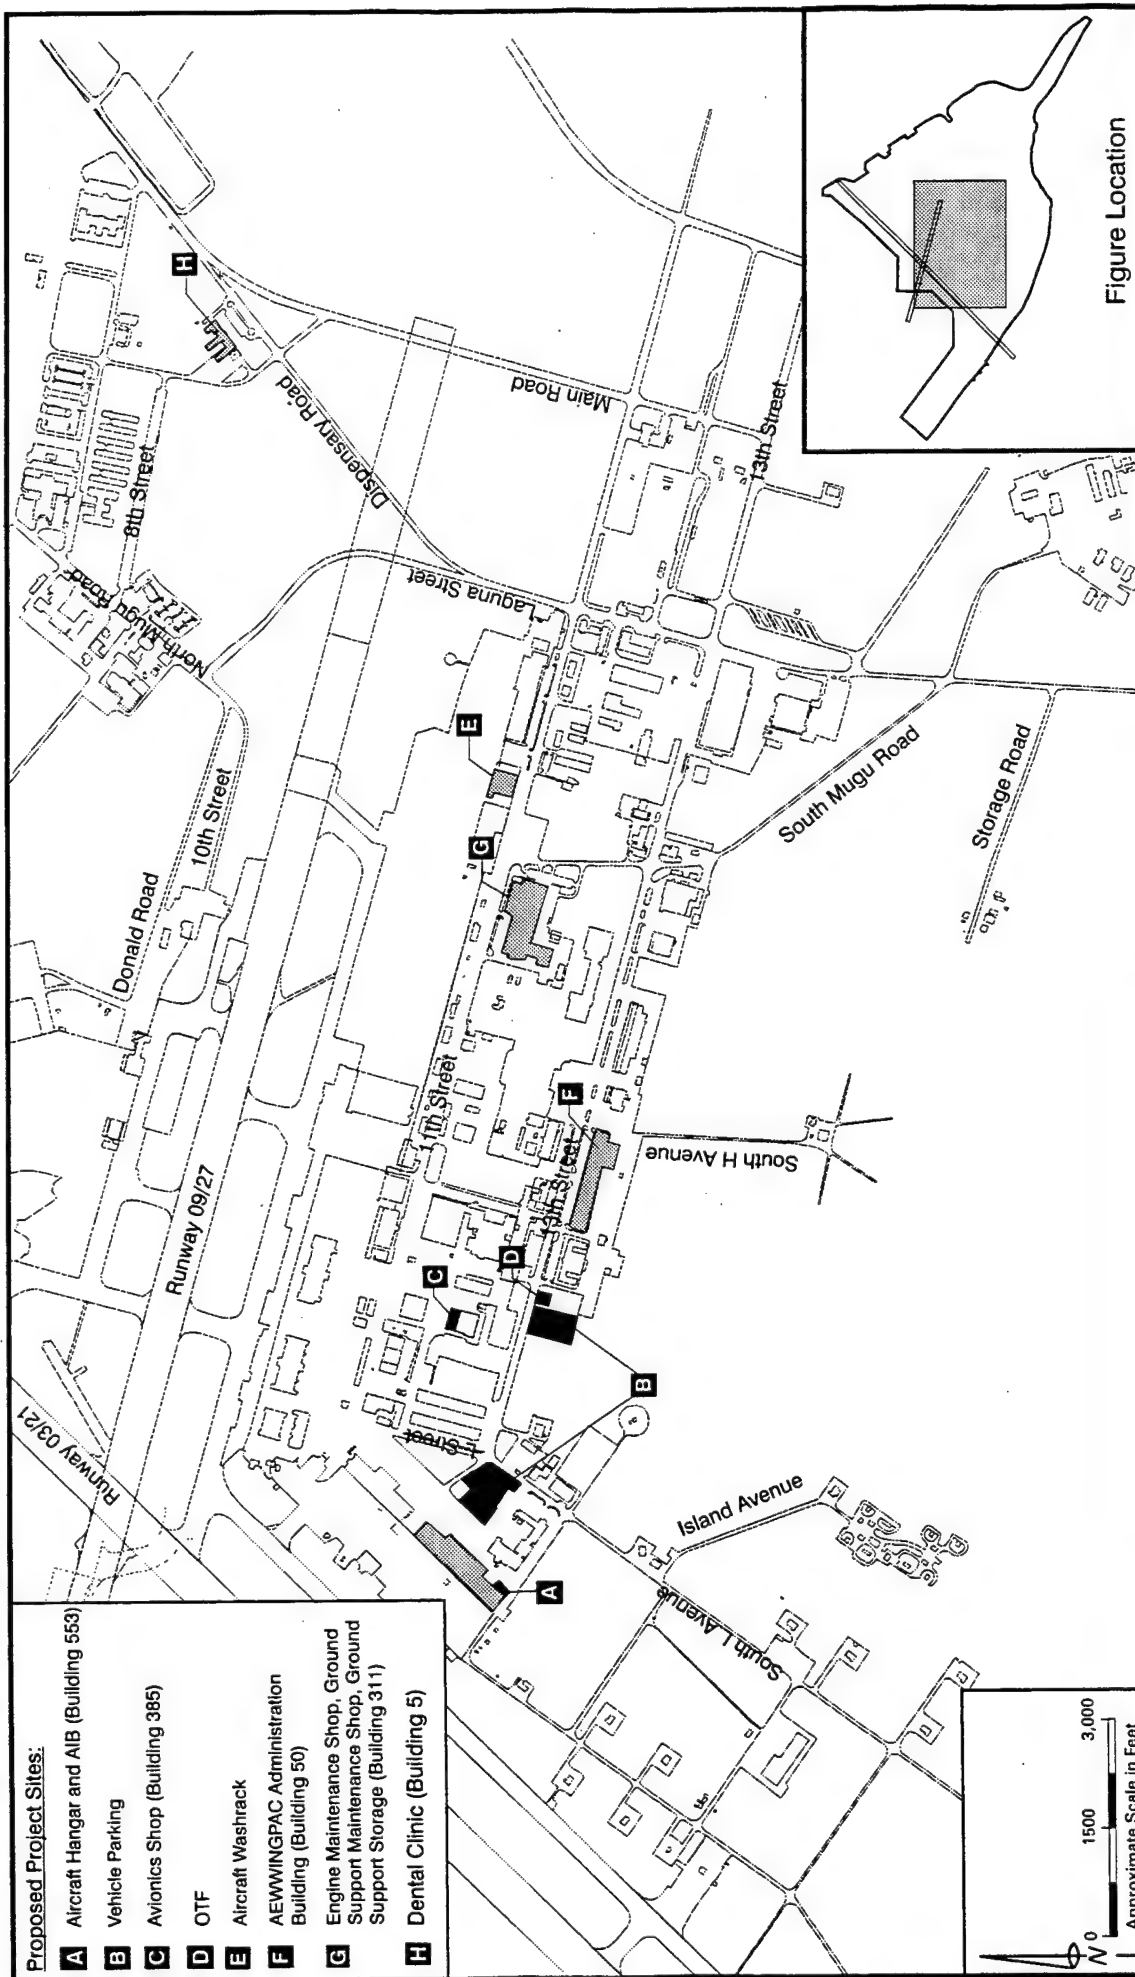 Proposed Project Sites:
A Aircraft Hangar and AIB (Building 553)
B Vehicle Parking
C Avionics Shop (Building 385)
D OTF
E Aircraft Washrack
F AEWWINGPAC Administration
Building (Building 50)
G Engine Maintenance Shop, Ground
Support Maintenance Shop, Ground
Support Storage (Building 311)
H Dental Clinic (Building 5)
Runway 03/21
Runway 09/27
Donald Road
10th Street
North Mugu Road
8th Street
H
Dispensary Road
Main Road
Laguna Street
E
G
11th Street
C
D
13th Street
F
13th Street
B
Street
A
South H Avenue
South Mugu Road
Storage Road
Island Avenue
South L Avenue
N
0 1500 3,000
Approximate Scale in Feet
Figure Location